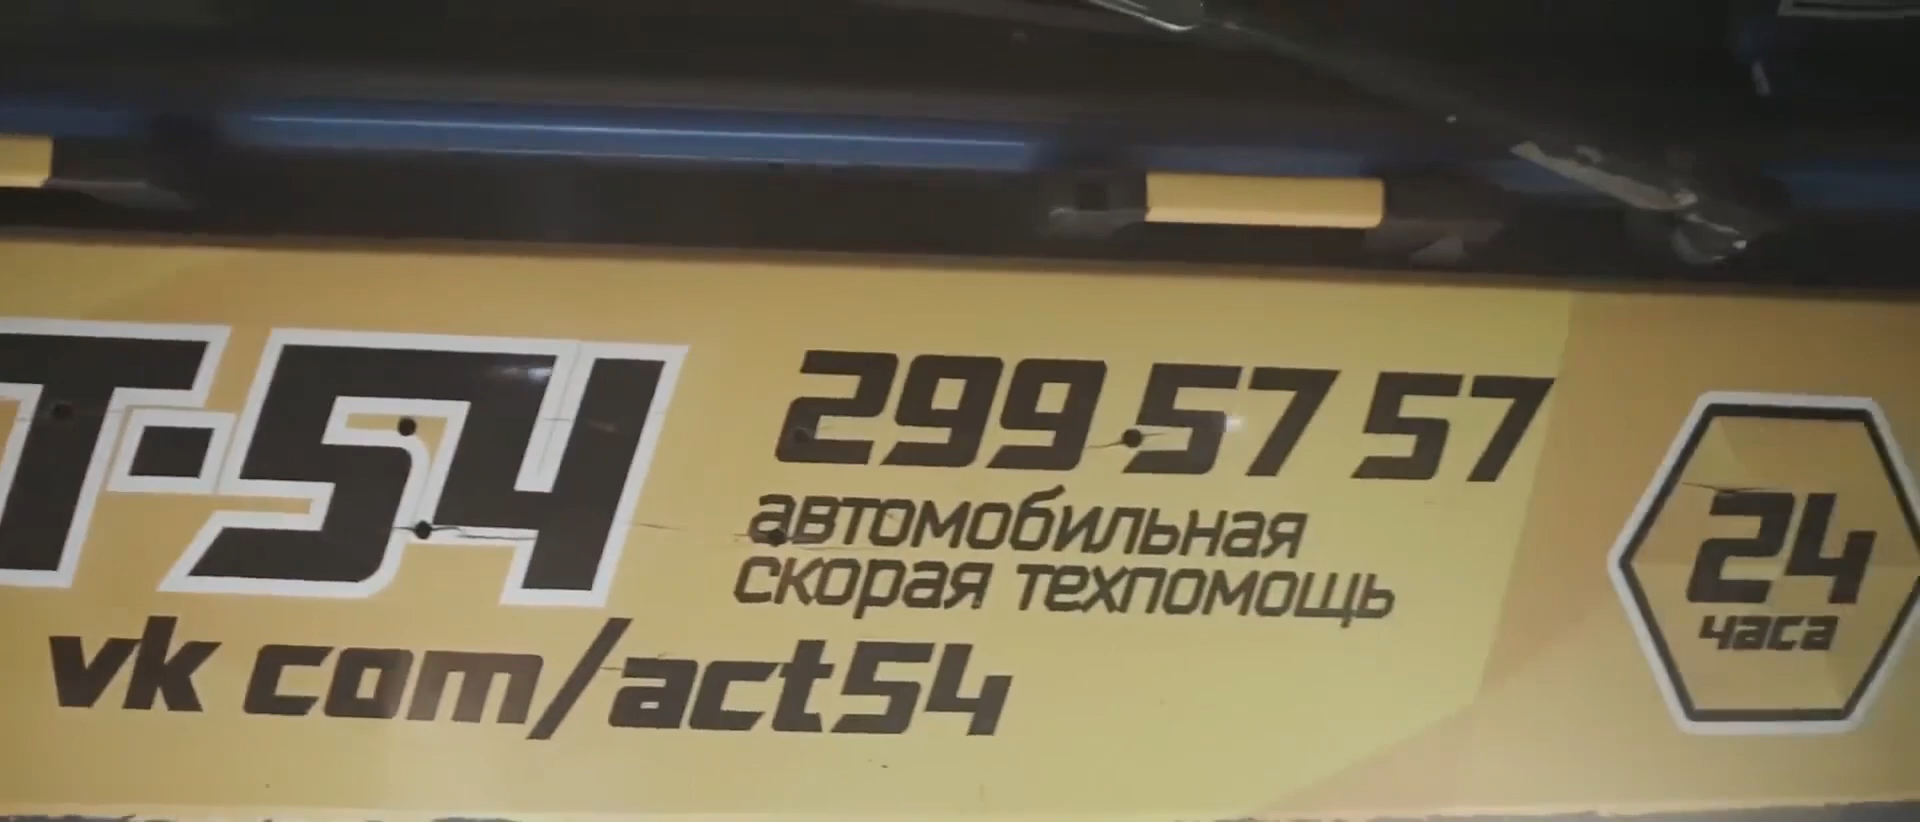 Т-54
299 57 57
автомобильная
скорая техпомощь
vk com/act54
24
часа